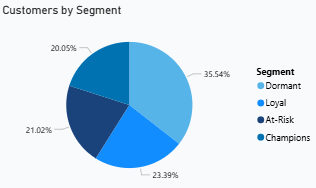 Customers by Segment
20.05%
35.54%
21.02%
23.39%
Segment
Dormant
Loyal
At-Risk
Champions